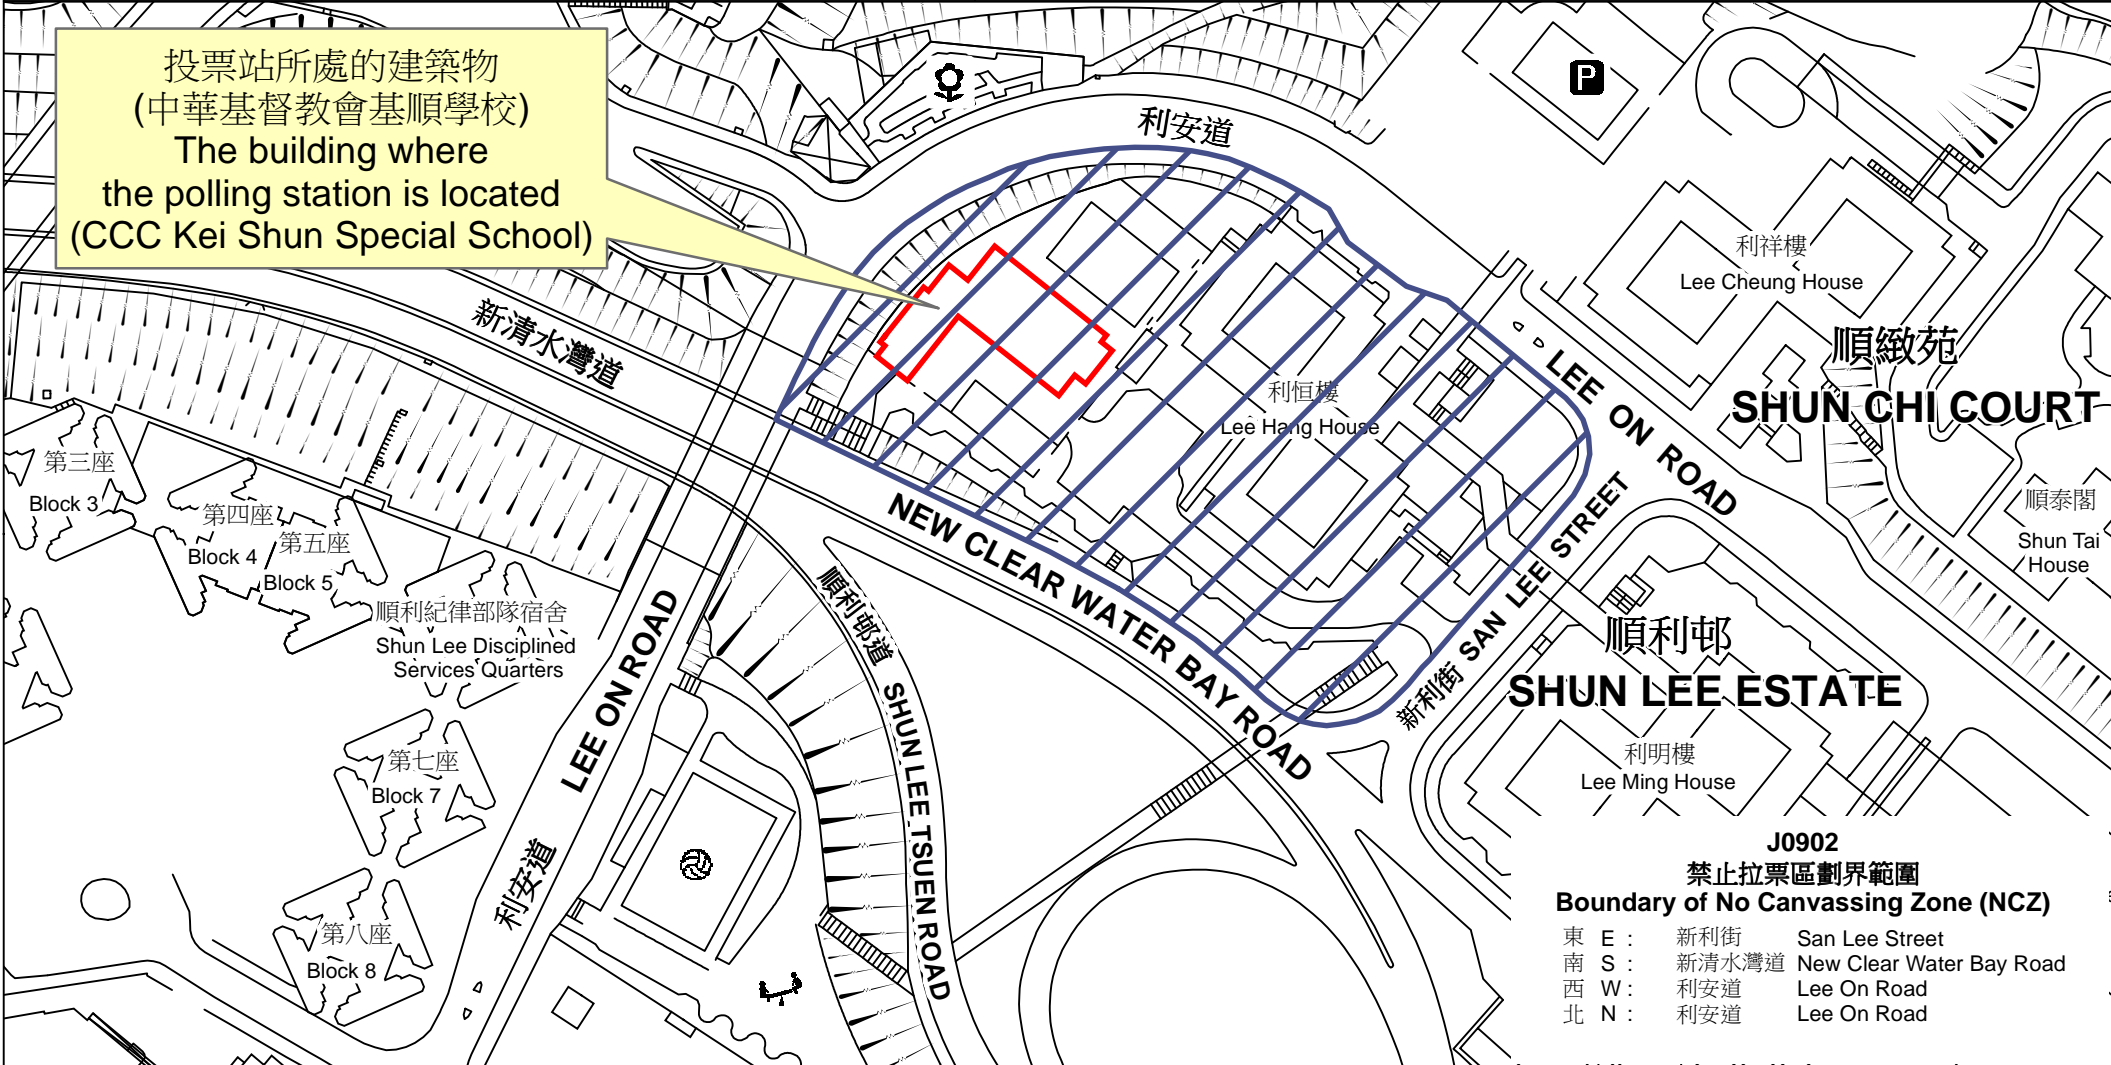 投票站所處的建築物
(中華基督教會基順學校)
The building where
the polling station is located
(CCC Kei Shun Special School)
P
利安道
利祥樓
Lee Cheung House
順緻苑
SHUN CHI COURT
新清水灣道
利恒樓
Lee Hang House
LEE ON ROAD
第三座
Block 3
第四座
Block 4
第五座
Block 5
順泰閣
Shun Tai
House
NEW CLEAR WATER BAY ROAD
新利街 SAN LEE STREET
順利紀律部隊宿舍
Shun Lee Disciplined
Services Quarters
順利邨道 SHUN LEE TSUEN ROAD
順利邨
SHUN LEE ESTATE
LEE ON ROAD
利安道
第七座
Block 7
利明樓
Lee Ming House
第八座
Block 8
J0902
禁止拉票區劃界範圍
Boundary of No Canvassing Zone (NCZ)
東 E : 新利街 San Lee Street
南 S : 新清水灣道 New Clear Water Bay Road
西 W : 利安道 Lee On Road
北 N : 利安道 Lee On Road